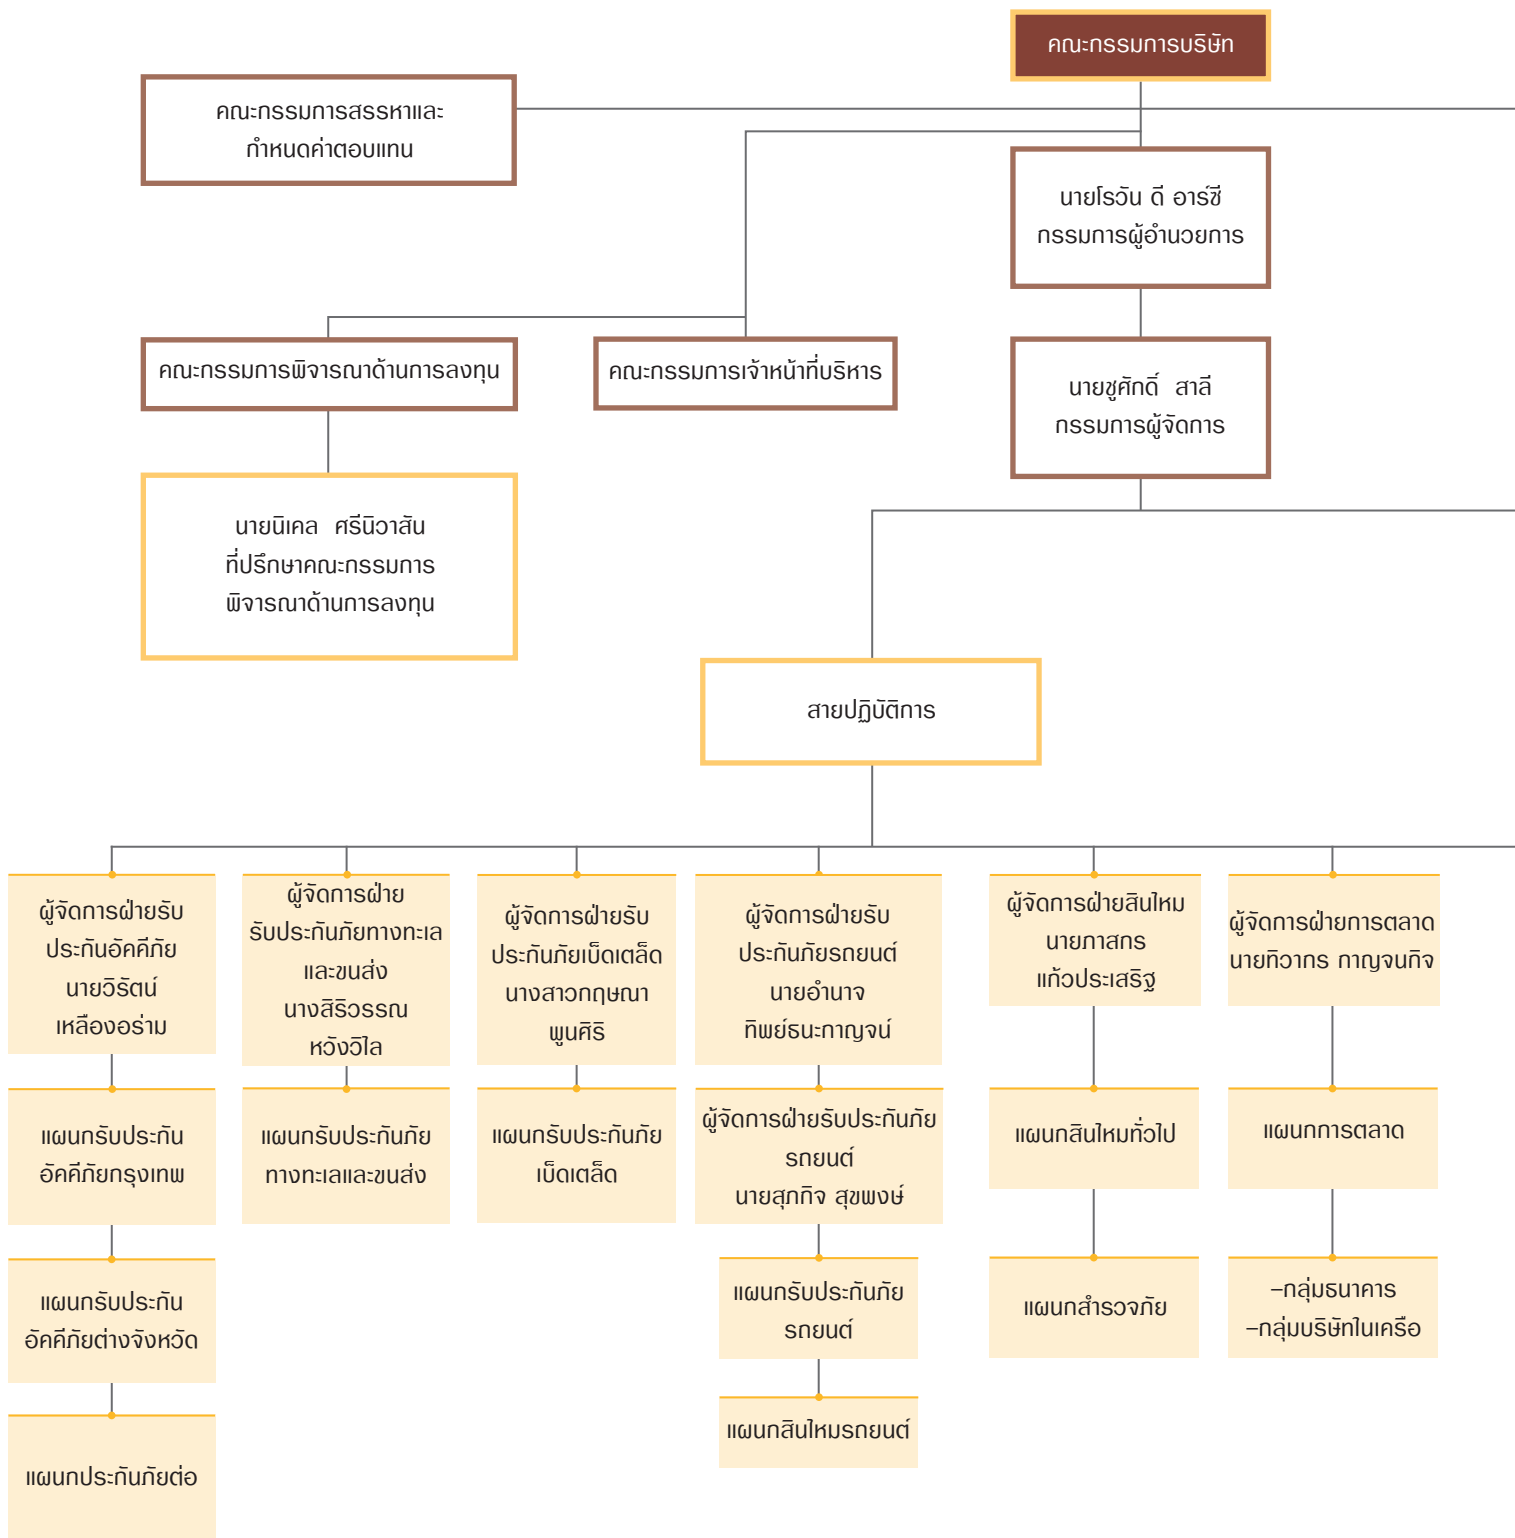 คณะกรรมการบริษัท
คณะกรรมการสรรหาและ
กำหนดค่าตอบแทน
นายโรวัน ดี อาร์ซี
กรรมการผู้อำนวยการ
คณะกรรมการพิจารณาด้านการลงทุน
คณะกรรมการเจ้าหน้าที่บริหาร
นายชูศักดิ์ สาลี
กรรมการผู้จัดการ
นายนิเคล ศรีนิวาสัน
ที่ปรึกษาคณะกรรมการ
พิจารณาด้านการลงทุน
สายปฏิบัติการ
ผู้จัดการฝ่ายรับ
ประกันอัคคีภัย
นายวิรัตน์
เหลืองอร่าม
ผู้จัดการฝ่าย
รับประกันภัยทางทะเล
และขนส่ง
นางสิริวรรณ
หวังวิไล
ผู้จัดการฝ่ายรับ
ประกันภัยเบ็ดเตล็ด
นางสาวกฤษณา
พูนศิริ
ผู้จัดการฝ่ายรับ
ประกันภัยรถยนต์
นายอำนาจ
ทิพย์ธนะกาญจน์
ผู้จัดการฝ่ายสินไหม
นายภาสกร
แก้วประเสริฐ
ผู้จัดการฝ่ายการตลาด
นายทิวากร กาญจนกิจ
แผนกรับประกัน
อัคคีภัยกรุงเทพ
แผนกรับประกันภัย
ทางทะเลและขนส่ง
แผนกรับประกันภัย
เบ็ดเตล็ด
ผู้จัดการฝ่ายรับประกันภัย
รถยนต์
นายสุภกิจ สุขพงษ์
แผนกสินไหมทั่วไป
แผนกการตลาด
แผนกรับประกัน
อัคคีภัยต่างจังหวัด
แผนกรับประกันภัย
รถยนต์
แผนกสำรวจภัย
–กลุ่มธนาคาร
–กลุ่มบริษัทในเครือ
แผนกประกันภัยต่อ
แผนกสินไหมรถยนต์